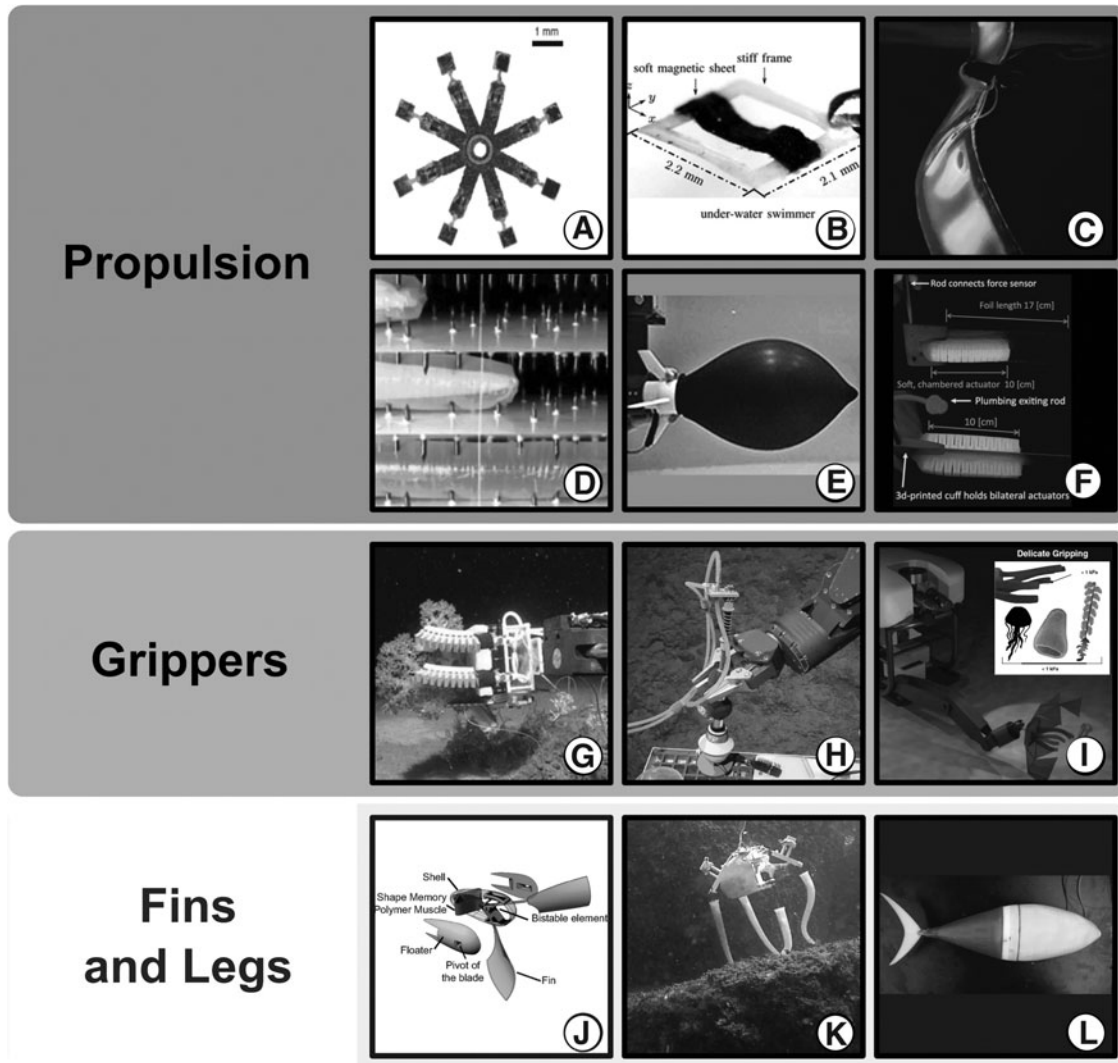 Propulsion
1 mm
A
stiff frame
soft magnetic sheet
z
y
x
2.2 mm
2.1 mm
under-water swimmer
B
C
D
E
Rod connects force sensor
Foil length 17 [cm]
Soft, chambered actuator 10 [cm]
Plumbing exiting rod
10 [cm]
3d-printed cuff holds bilateral actuators
F
Grippers
G
H
Delicate Gripping
< 1 kPa
I
Fins
and Legs
Shell
Shape Memory
Polymer Muscle
Bistable element
Floater
Pivot of
the blade
Fin
J
K
L